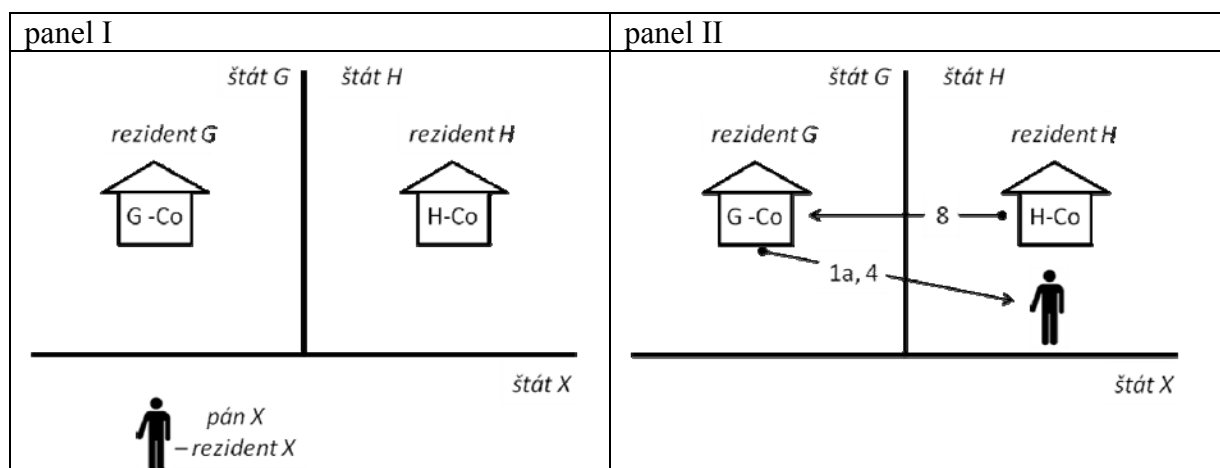 panel I
štát G
štát H
rezident G
rezident H
G -Co
H-Co
štát X
pán X
– rezident X
panel II
štát G
štát H
rezident G
rezident H
G -Co
8
H-Co
1a, 4
štát X